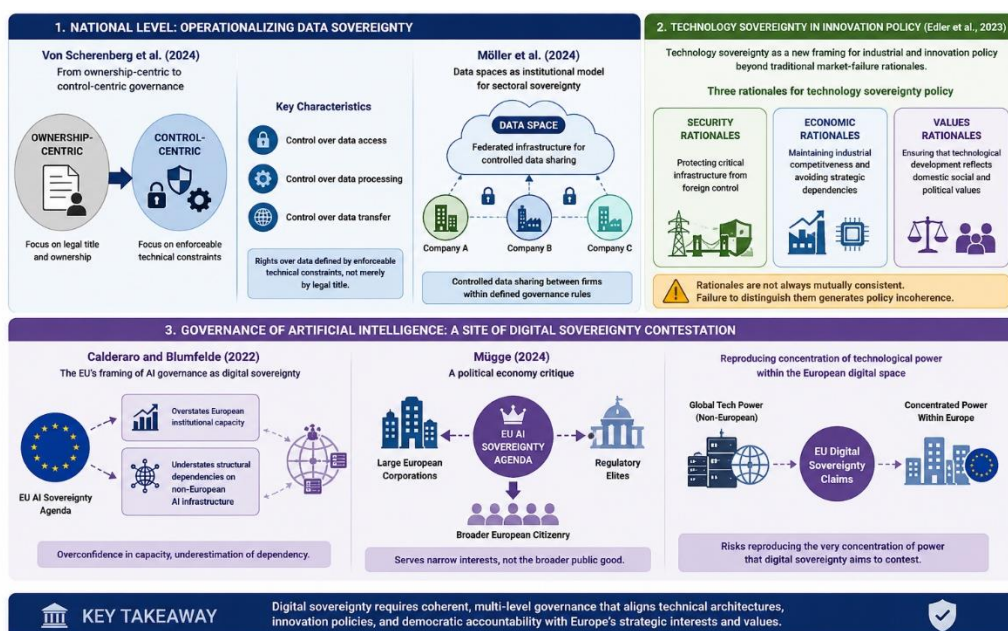 1. NATIONAL LEVEL: OPERATIONALIZING DATA SOVEREIGNTY
Von Scherenberg et al. (2024)
From ownership-centric to
control-centric governance
OWNERSHIP-
CENTRIC
CONTROL-
CENTRIC
Focus on legal title
and ownership
Focus on enforceable
technical constraints
Key Characteristics
Control over data access
Control over data processing
Control over data transfer
Rights over data defined by enforceable
technical constraints, not merely
by legal title.
Möller et al. (2024)
Data spaces as institutional model
for sectoral sovereignty
DATA SPACE
Federated infrastructure for
controlled data sharing
Company A
Company B
Company C
Controlled data sharing between firms
within defined governance rules
2. TECHNOLOGY SOVEREIGNTY IN INNOVATION POLICY (Edler et al., 2023)
Technology sovereignty as a new framing for industrial and innovation policy
beyond traditional market-failure rationales.
Three rationales for technology sovereignty policy
SECURITY
RATIONALES
Protecting critical
infrastructure
from foreign
control
ECONOMIC
RATIONALES
Maintaining industrial
competitiveness and
avoiding strategic
dependencies
VALUES
RATIONALES
Ensuring that technological
development reflects
domestic social and
political values
Rationales are not always mutually consistent.
Failure to distinguish them generates policy incoherence.
3. GOVERNANCE OF ARTIFICIAL INTELLIGENCE: A SITE OF DIGITAL SOVEREIGNTY CONTESTATION
Calderaro and Blumfelde (2022)
The EU's framing of AI governance as digital sovereignty
EU AI Sovereignty
Agenda
Overstates European
institutional capacity
Understates structural
dependencies on
non-European
AI infrastructure
Overconfidence in capacity, underestimation of dependency.
Mügge (2024)
A political economy critique
Large European
Corporations
EU AI
SOVEREIGNTY
AGENDA
Regulatory
Elites
Broader European Citizenry
Serves narrow interests, not the broader public good.
Reproducing concentration of technological power
within the European digital space
Global Tech Power
(Non-European)
EU Digital
Sovereignty
Claims
Concentrated Power
Within Europe
Risks reproducing the very concentration of power
that digital sovereignty aims to contest.
KEY TAKEAWAY
Digital sovereignty requires coherent, multi-level governance that aligns technical architectures,
innovation policies, and democratic accountability with Europe's strategic interests and values.